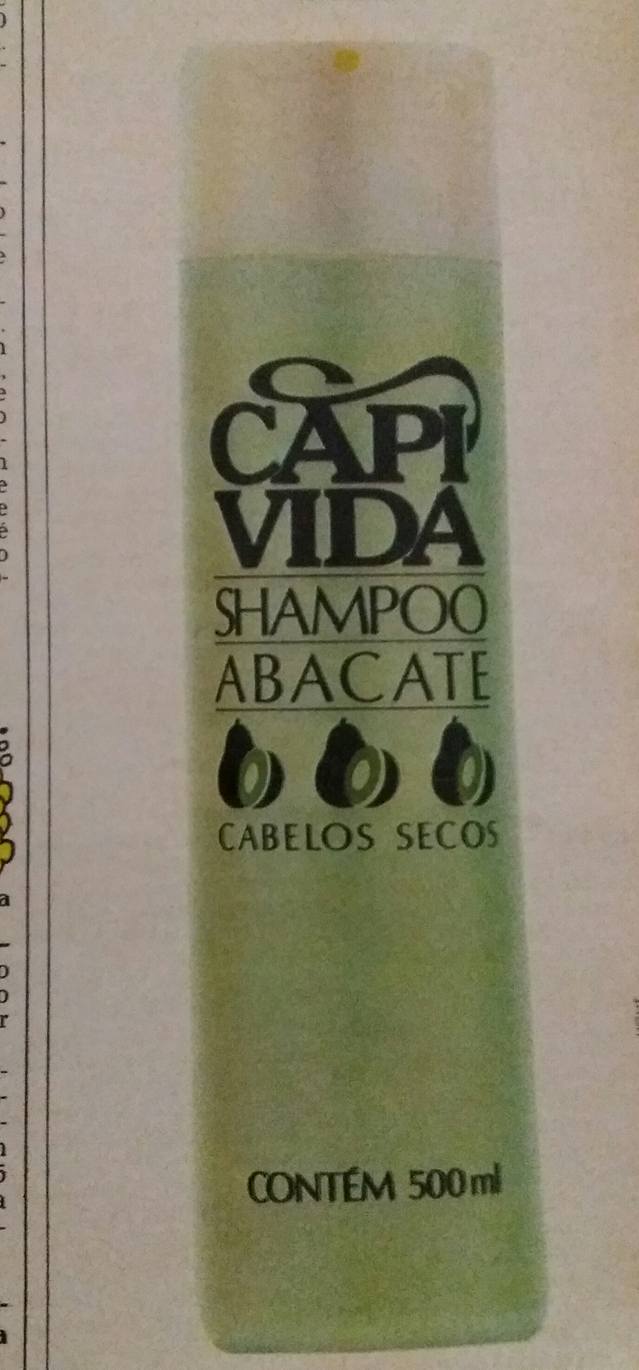 CAPI
VIDA
SHAMPOO
ABACATE
CABELOS SECOS
CONTÉM 500ml